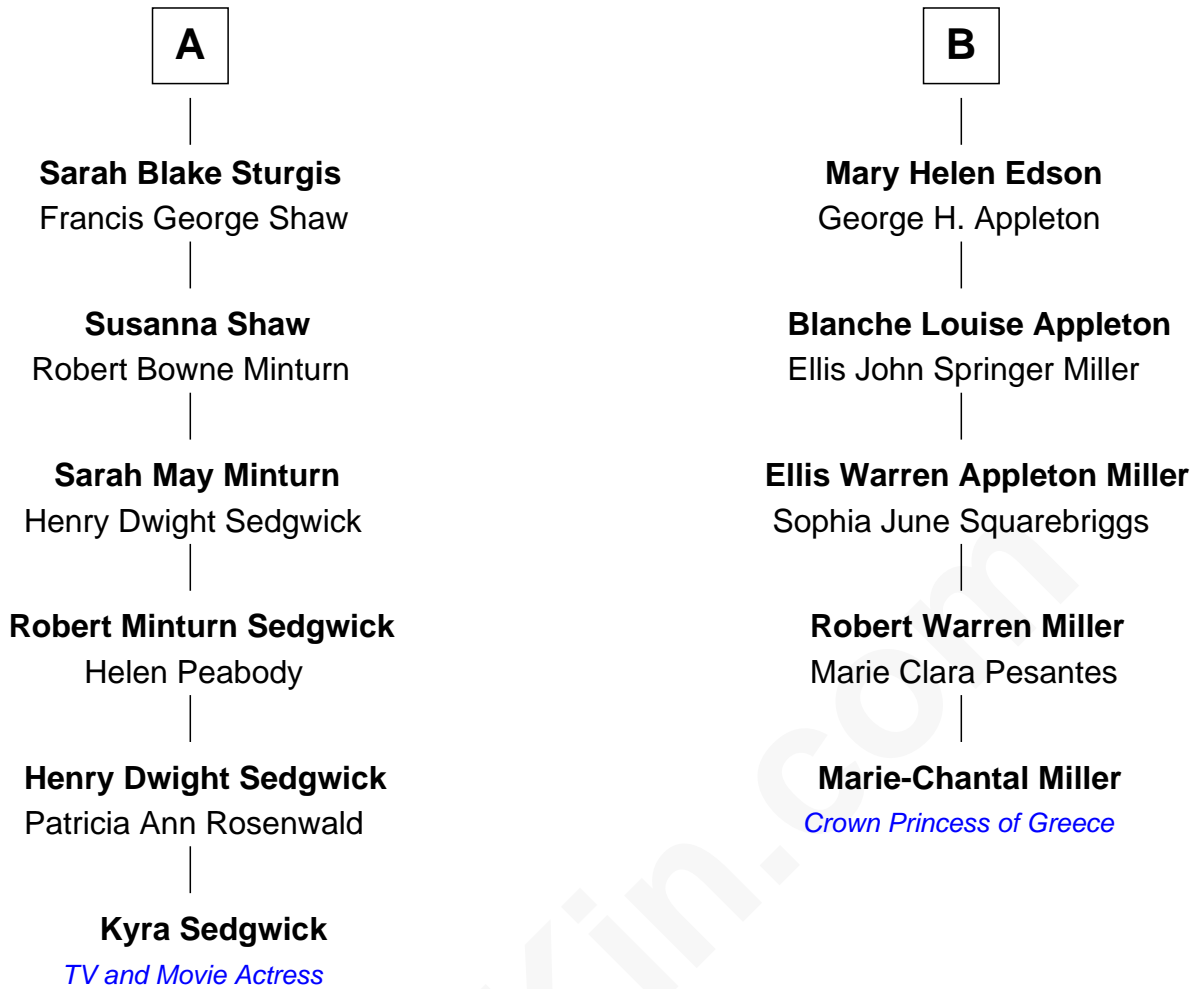 A
Sarah Blake Sturgis
Francis George Shaw
Susanna Shaw
Robert Bowne Minturn
Sarah May Minturn
Henry Dwight Sedgwick
Robert Minturn Sedgwick
Helen Peabody
Henry Dwight Sedgwick
Patricia Ann Rosenwald
Kyra Sedgwick
TV and Movie Actress
B
Mary Helen Edson
George H. Appleton
Blanche Louise Appleton
Ellis John Springer Miller
Ellis Warren Appleton Miller
Sophia June Squarebriggs
Robert Warren Miller
Marie Clara Pesantes
Marie-Chantal Miller
Crown Princess of Greece
Kin.com